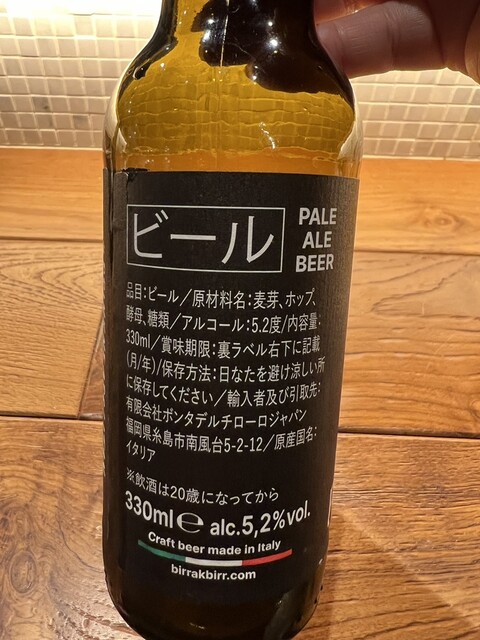 ビール
PALE
ALE
BEER
品目:ビール/原材料名:麦芽、ホップ、
酵母、糖類/アルコール:5.2度/内容量:
330ml/賞味期限:裏ラベル右下に記載
(月/年)/保存方法:日なたを避け涼しい所
に保存してください/輸入者及び引取先:
有限会社ポンタデルチローロジャパン
福岡県糸島市南風台5-2-12/原産国名:
イタリア
※飲酒は20歳になってから
330ml℮ alc.5,2%vol.
Craft beer made in Italy
birrakbirr.com